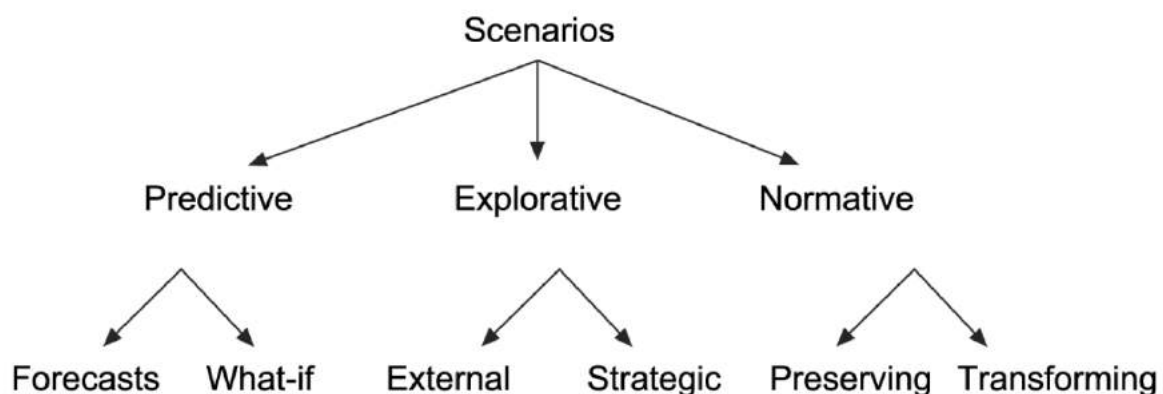 Scenarios
Predictive Explorative Normative
Forecasts What-if External Strategic Preserving Transforming